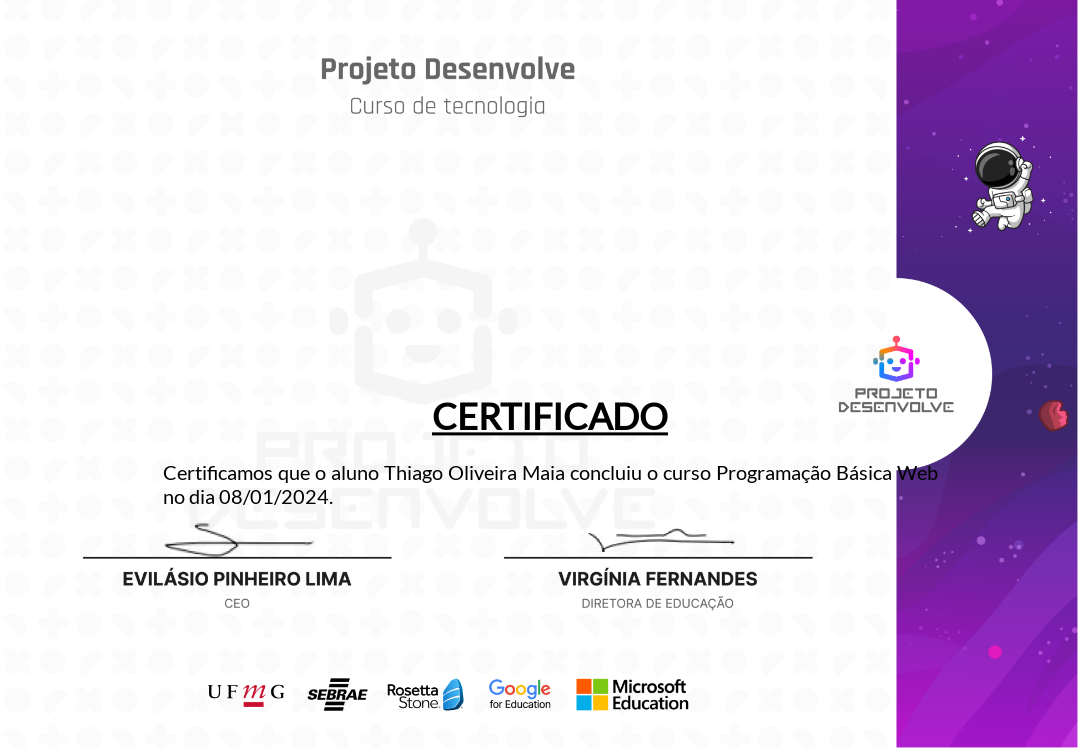 Projeto Desenvolve
Curso de tecnologia
PROJETO
DESENVOLVE
CERTIFICADO
PROJETO
DESENVOLVE
Certificamos que o aluno Thiago Oliveira Maia concluiu o curso Programação Básica Web
no dia 08/01/2024.
EVILÁSIO PINHEIRO LIMA
CEO
VIRGÍNIA FERNANDES
DIRETORA DE EDUCAÇÃO
UFmG
SEBRAE
Rosetta
Stone
Google
for Education
Microsoft
Education